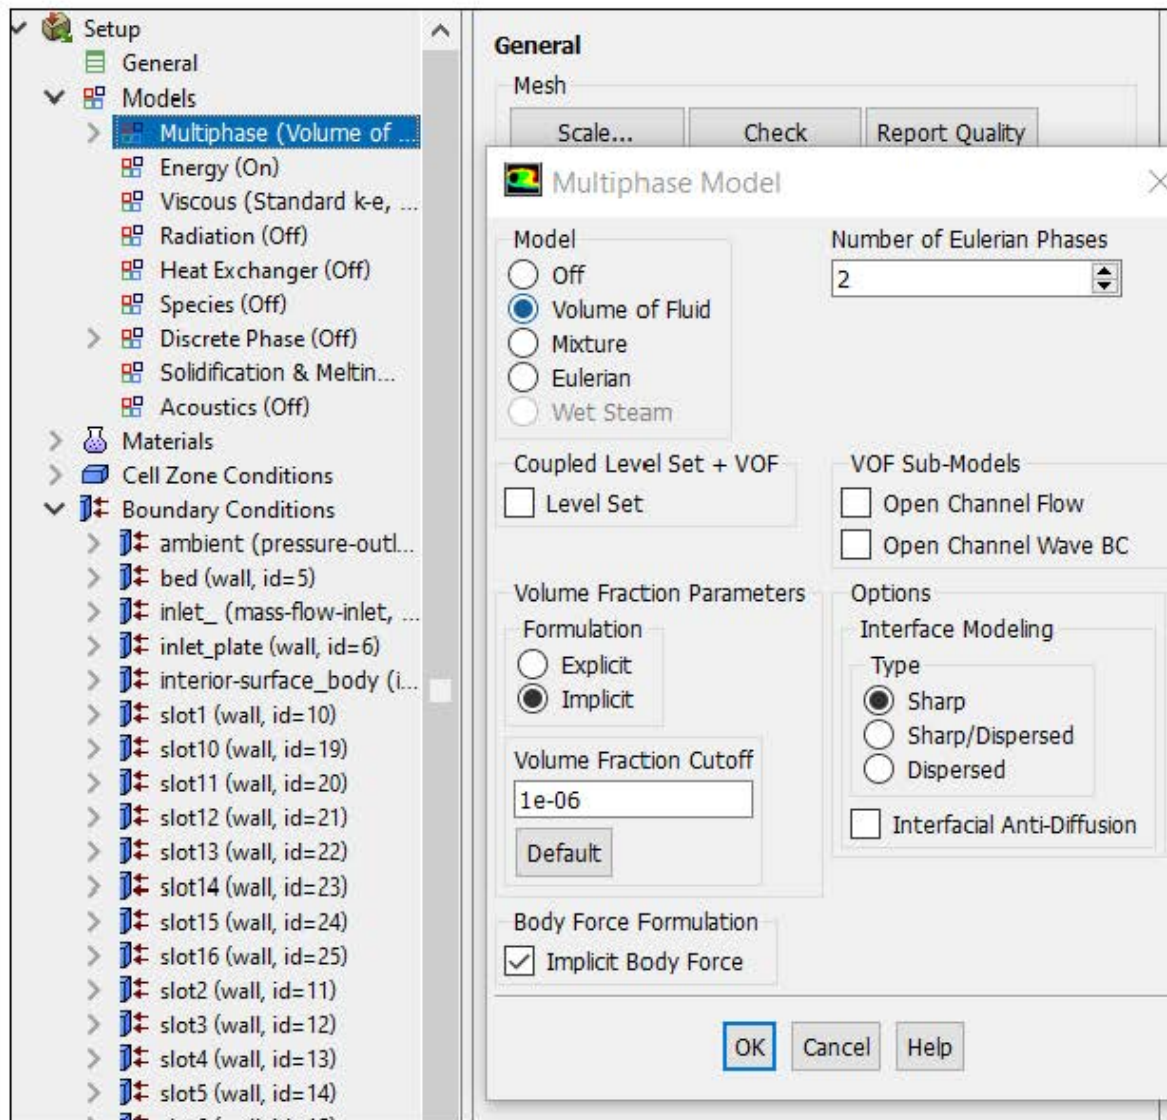 Setup
General
Models
Multiphase (Volume of ...
Energy (On)
Viscous (Standard k-e, ...
Radiation (Off)
Heat Exchanger (Off)
Species (Off)
Discrete Phase (Off)
Solidification & Meltin...
Acoustics (Off)
Materials
Cell Zone Conditions
Boundary Conditions
ambient (pressure-outl...
bed (wall, id=5)
inlet_ (mass-flow-inlet, ...
inlet_plate (wall, id=6)
interior-surface_body (i...
slot1 (wall, id=10)
slot10 (wall, id=19)
slot11 (wall, id=20)
slot12 (wall, id=21)
slot13 (wall, id=22)
slot14 (wall, id=23)
slot15 (wall, id=24)
slot16 (wall, id=25)
slot2 (wall, id=11)
slot3 (wall, id=12)
slot4 (wall, id=13)
slot5 (wall, id=14)
General
Mesh
Scale... Check Report Quality
Multiphase Model
Model
Off
Volume of Fluid
Mixture
Eulerian
Wet Steam
Number of Eulerian Phases
2
Coupled Level Set + VOF
Level Set
VOF Sub-Models
Open Channel Flow
Open Channel Wave BC
Volume Fraction Parameters
Formulation
Explicit
Implicit
Volume Fraction Cutoff
1e-06
Default
Options
Interface Modeling
Type
Sharp
Sharp/Dispersed
Dispersed
Interfacial Anti-Diffusion
Body Force Formulation
Implicit Body Force
OK Cancel Help